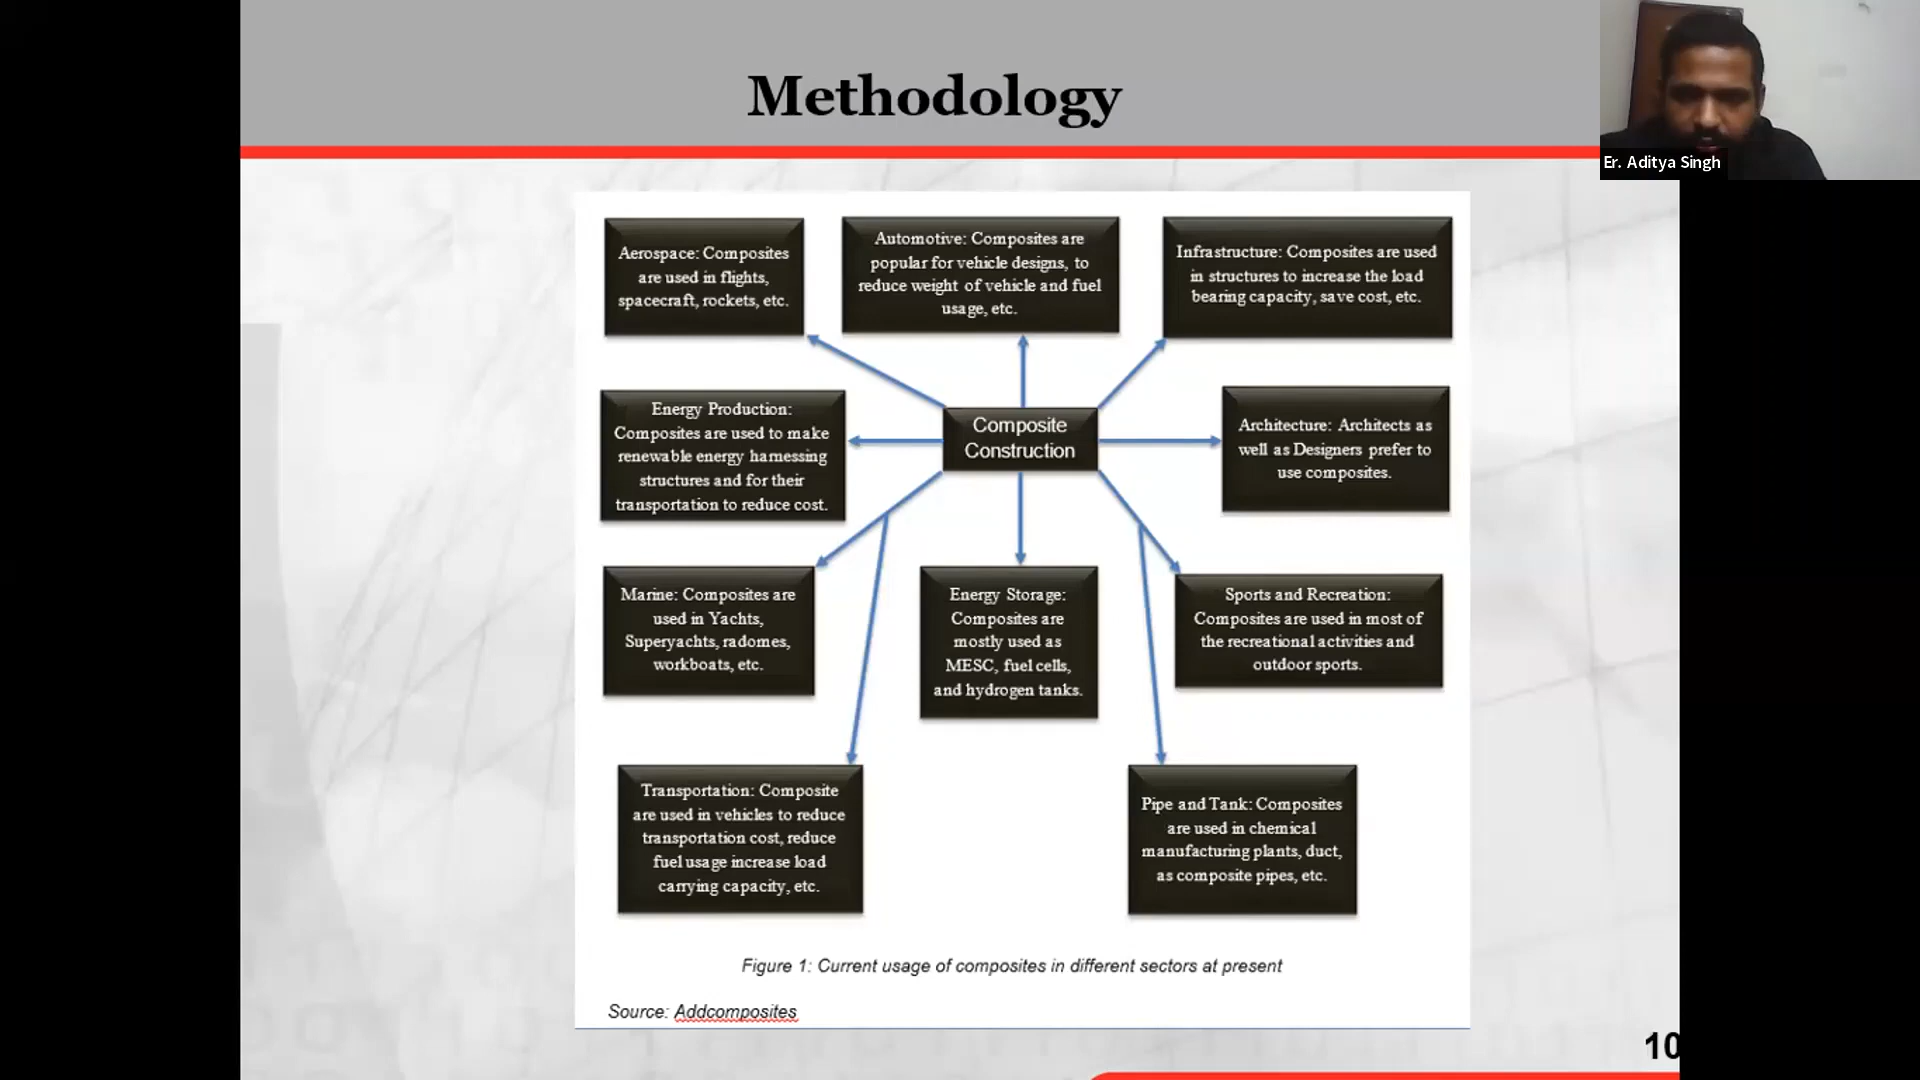 Methodology
Er. Aditya Singh
Aerospace: Composites
are used in flights,
spacecraft, rockets, etc.
Automotive: Composites are
popular for vehicle designs, to
reduce weight of vehicle and fuel
usage, etc.
Infrastructure: Composites are used
in structures to increase the load
bearing capacity, save cost, etc.
Energy Production:
Composites are used to make
renewable energy harnessing
structures and for their
transportation to reduce cost.
Composite
Construction
Architecture: Architects as
well as Designers prefer to
use composites.
Marine: Composites are
used in Yachts,
Superyachts, radomes,
workboats, etc.
Energy Storage:
Composites are
mostly used as
MESC, fuel cells,
and hydrogen tanks.
Sports and Recreation:
Composites are used in most of
the recreational activities and
outdoor sports.
Transportation: Composite
are used in vehicles to reduce
transportation cost, reduce
fuel usage increase load
carrying capacity, etc.
Pipe and Tank: Composites
are used in chemical
manufacturing plants, duct,
as composite pipes, etc.
Figure 1: Current usage of composites in different sectors at present
Source: Addcomposites
10